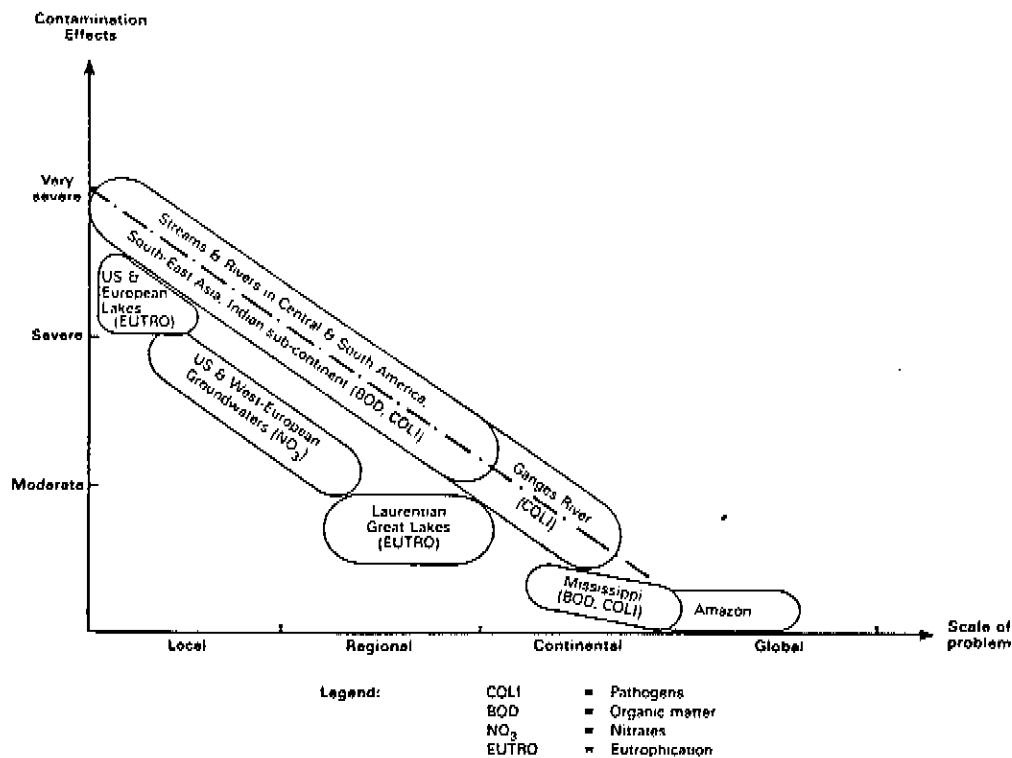 Contamination
Effects
Very
severe
Severe
Moderate
Streams & Rivers in Central & South America,
South-East Asia, Indian sub-continent (BOD, COLI)
US &
European
Lakes
(EUTRO)
US & West-European
Groundwaters (NO3)
Laurentian
Great Lakes
(EUTRO)
Ganges River
(COLI)
Mississippi
(BOD, COLI)
Amazon
Local
Regional
Continental
Global
Scale of
problem
Legend:
COLI = Pathogens
BOD = Organic matter
NO3 = Nitrates
EUTRO = Eutrophication